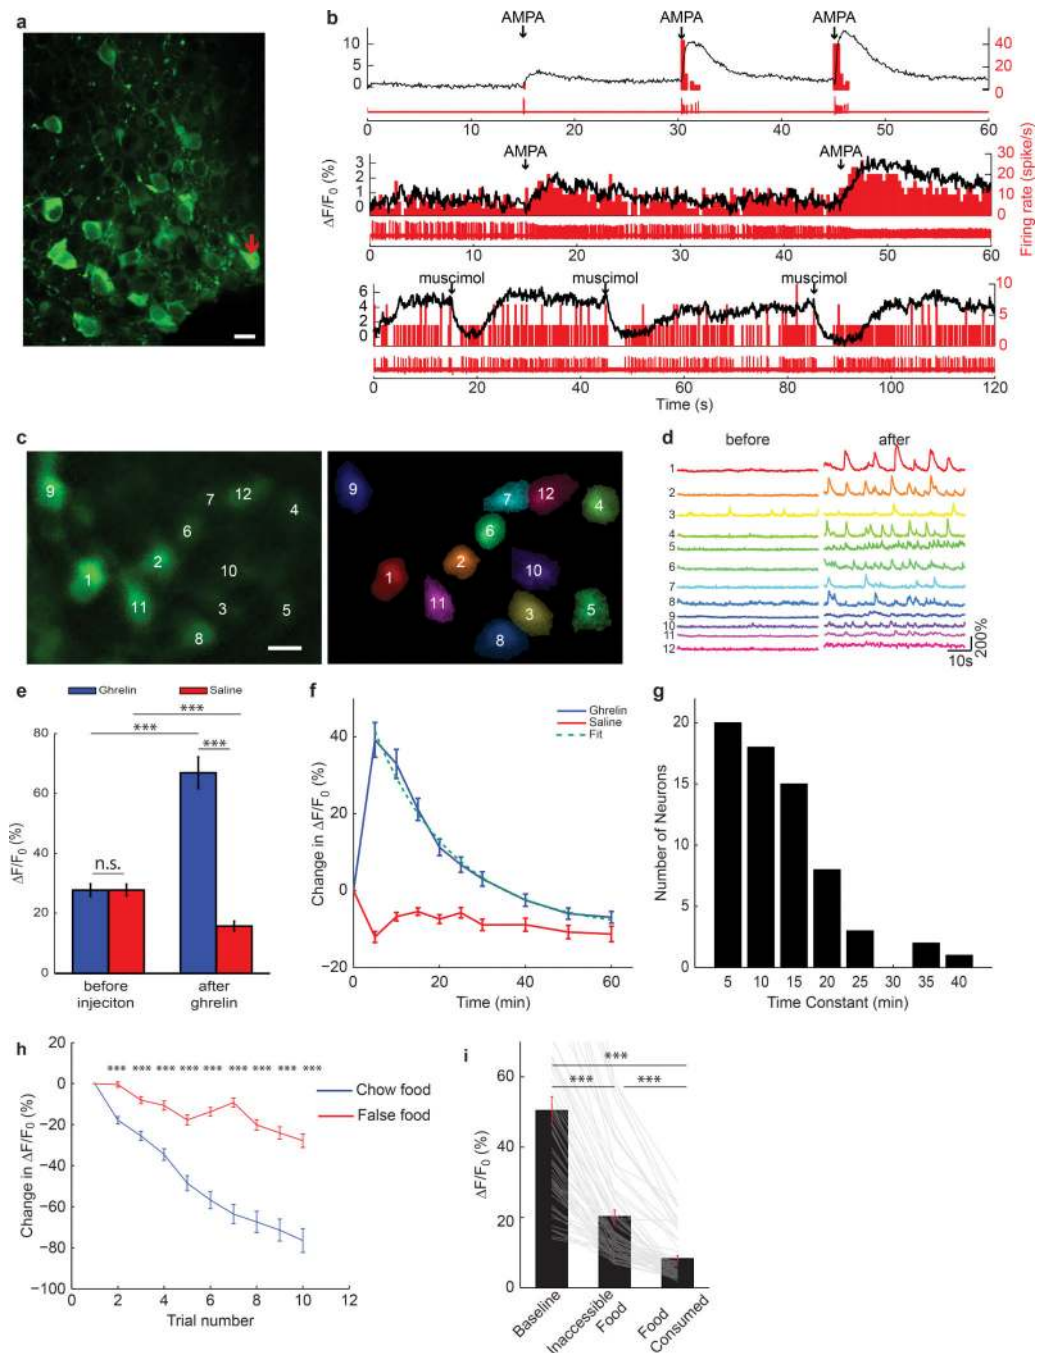 a
b
AMPA AMPA AMPA
10
5
0
40
20
0
0 10 20 30 40 50 60
AMPA AMPA
ΔF/F0 (%)
3
2
1
0
30
20
10
0
Firing rate (spike/s)
0 10 20 30 40 50 60
muscimol muscimol muscimol
6
4
2
0
10
5
0
0 20 40 60 80 100 120
Time (s)
c
9 7 12 4 6 2 1 10 11 3 5 8
9 7 12 4 6 2 1 10 11 3 5 8
d
before after
1
2
3
4
5
6
7
8
9
10
11
12
10s
200%
e
Ghrelin Saline
***
***
***
n.s.
ΔF/F0 (%)
80
60
40
20
0
before injeciton
after ghrelin
f
Ghrelin
Saline
Fit
Change in ΔF/F0 (%)
40
20
0
−20
0 20 40 60
Time (min)
g
Number of Neurons
20
15
10
5
0
5 10 15 20 25 30 35 40
Time Constant (min)
h
*** *** *** *** *** *** *** *** ***
Chow food
False food
Change in ΔF/F0 (%)
20
0
−20
−40
−60
−80
−100
0 2 4 6 8 10 12
Trial number
i
***
*** ***
ΔF/F0 (%)
60
40
20
0
Baseline
Inaccessible Food
Food Consumed